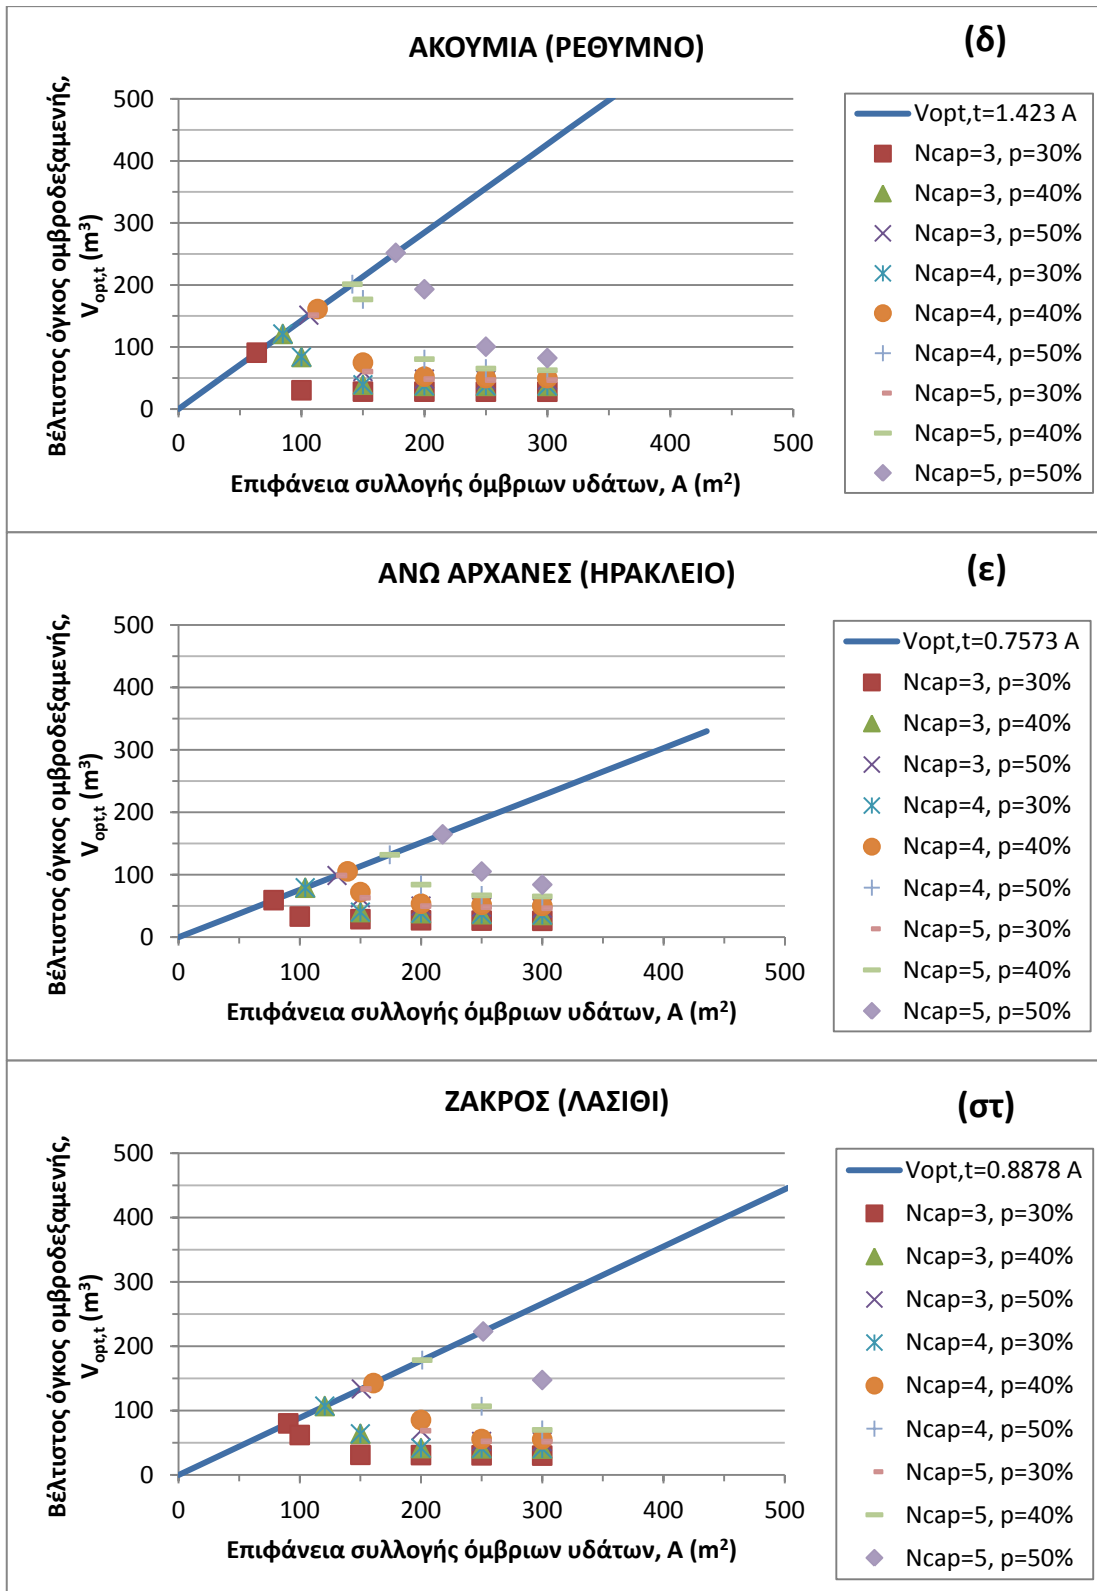 ΑΚΟΥΜΙΑ (ΡΕΘΥΜΝΟ)
(δ)
Βέλτιστος όγκος ομβροδεξαμενής,
Vopt,t (m³)
500
400
300
200
100
0
0 100 200 300 400 500
Επιφάνεια συλλογής όμβριων υδάτων, Α (m²)
Vopt,t=1.423 A
Ncap=3, p=30%
Ncap=3, p=40%
Ncap=3, p=50%
Ncap=4, p=30%
Ncap=4, p=40%
Ncap=4, p=50%
Ncap=5, p=30%
Ncap=5, p=40%
Ncap=5, p=50%
ΑΝΩ ΑΡΧΑΝΕΣ (ΗΡΑΚΛΕΙΟ)
(ε)
Βέλτιστος όγκος ομβροδεξαμενής,
Vopt,t (m³)
500
400
300
200
100
0
0 100 200 300 400 500
Επιφάνεια συλλογής όμβριων υδάτων, Α (m²)
Vopt,t=0.7573 A
Ncap=3, p=30%
Ncap=3, p=40%
Ncap=3, p=50%
Ncap=4, p=30%
Ncap=4, p=40%
Ncap=4, p=50%
Ncap=5, p=30%
Ncap=5, p=40%
Ncap=5, p=50%
ΖΑΚΡΟΣ (ΛΑΣΙΘΙ)
(στ)
Βέλτιστος όγκος ομβροδεξαμενής,
Vopt,t (m³)
500
400
300
200
100
0
0 100 200 300 400 500
Επιφάνεια συλλογής όμβριων υδάτων, Α (m²)
Vopt,t=0.8878 A
Ncap=3, p=30%
Ncap=3, p=40%
Ncap=3, p=50%
Ncap=4, p=30%
Ncap=4, p=40%
Ncap=4, p=50%
Ncap=5, p=30%
Ncap=5, p=40%
Ncap=5, p=50%